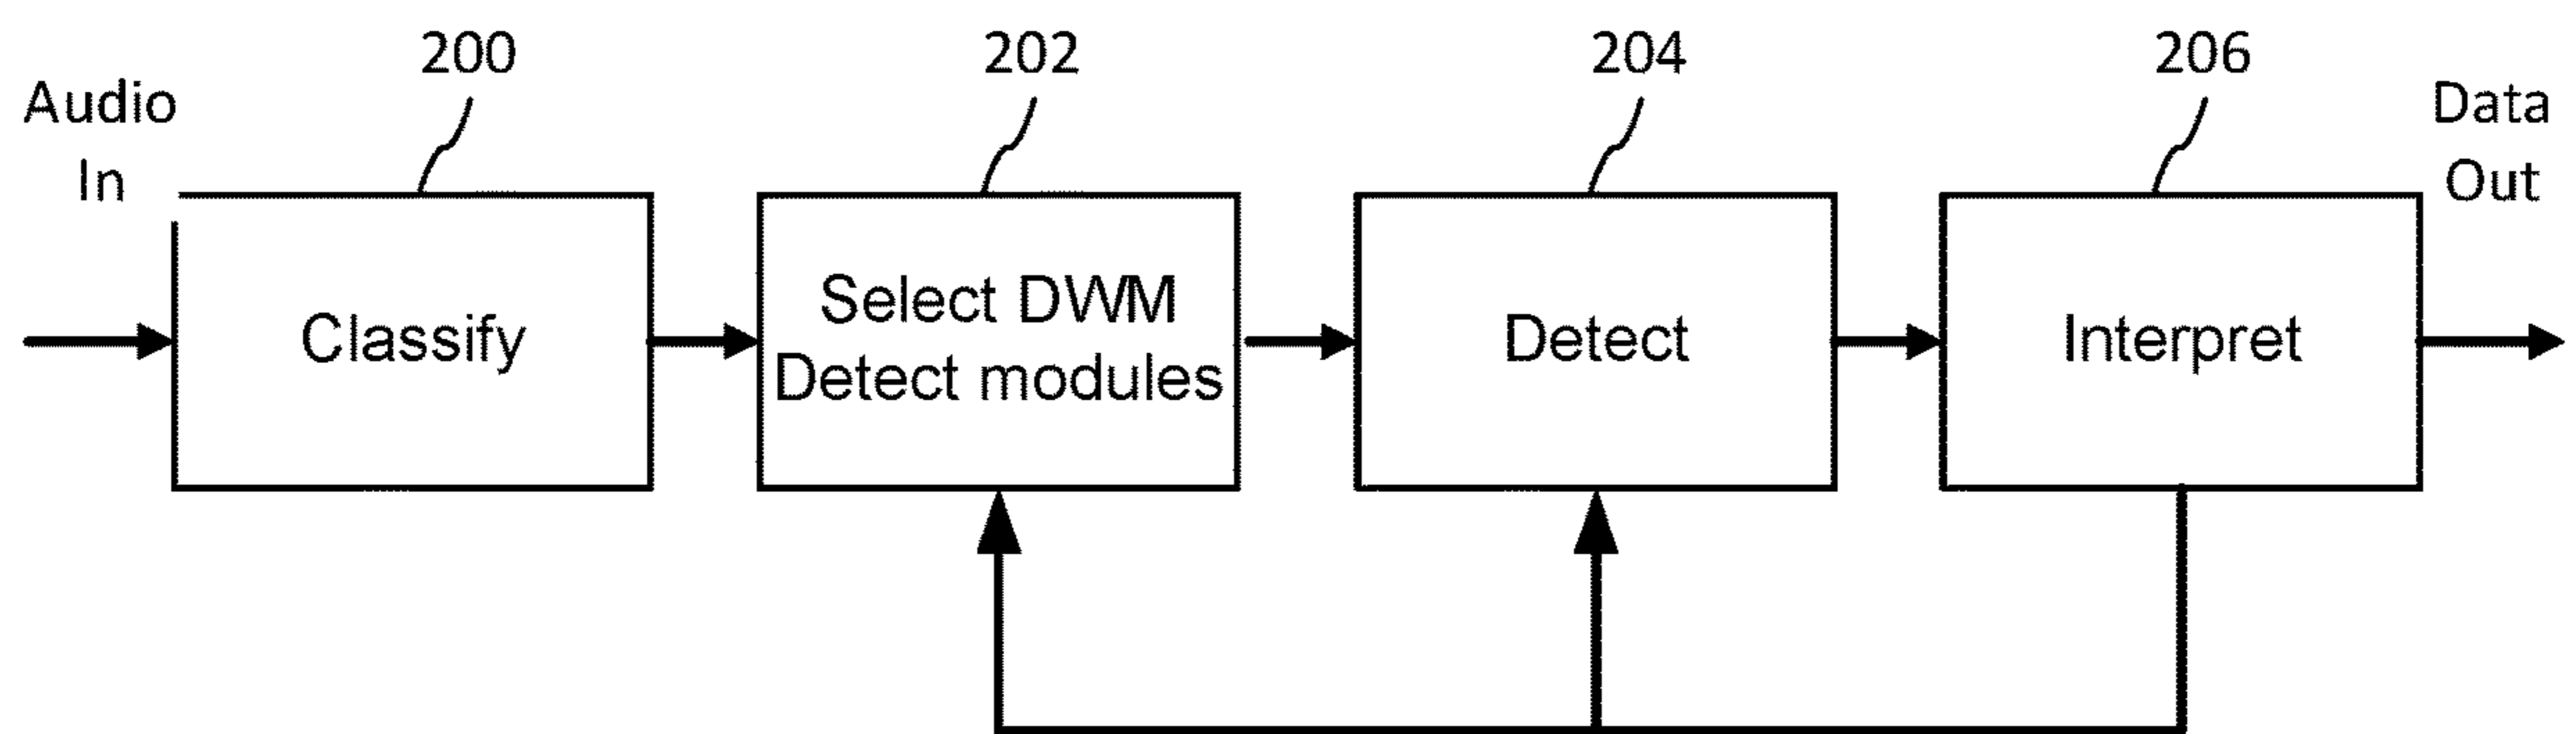 200
202
204
206
Audio
In
Data
Out
Classify
Select DWM
Detect modules
Detect
Interpret